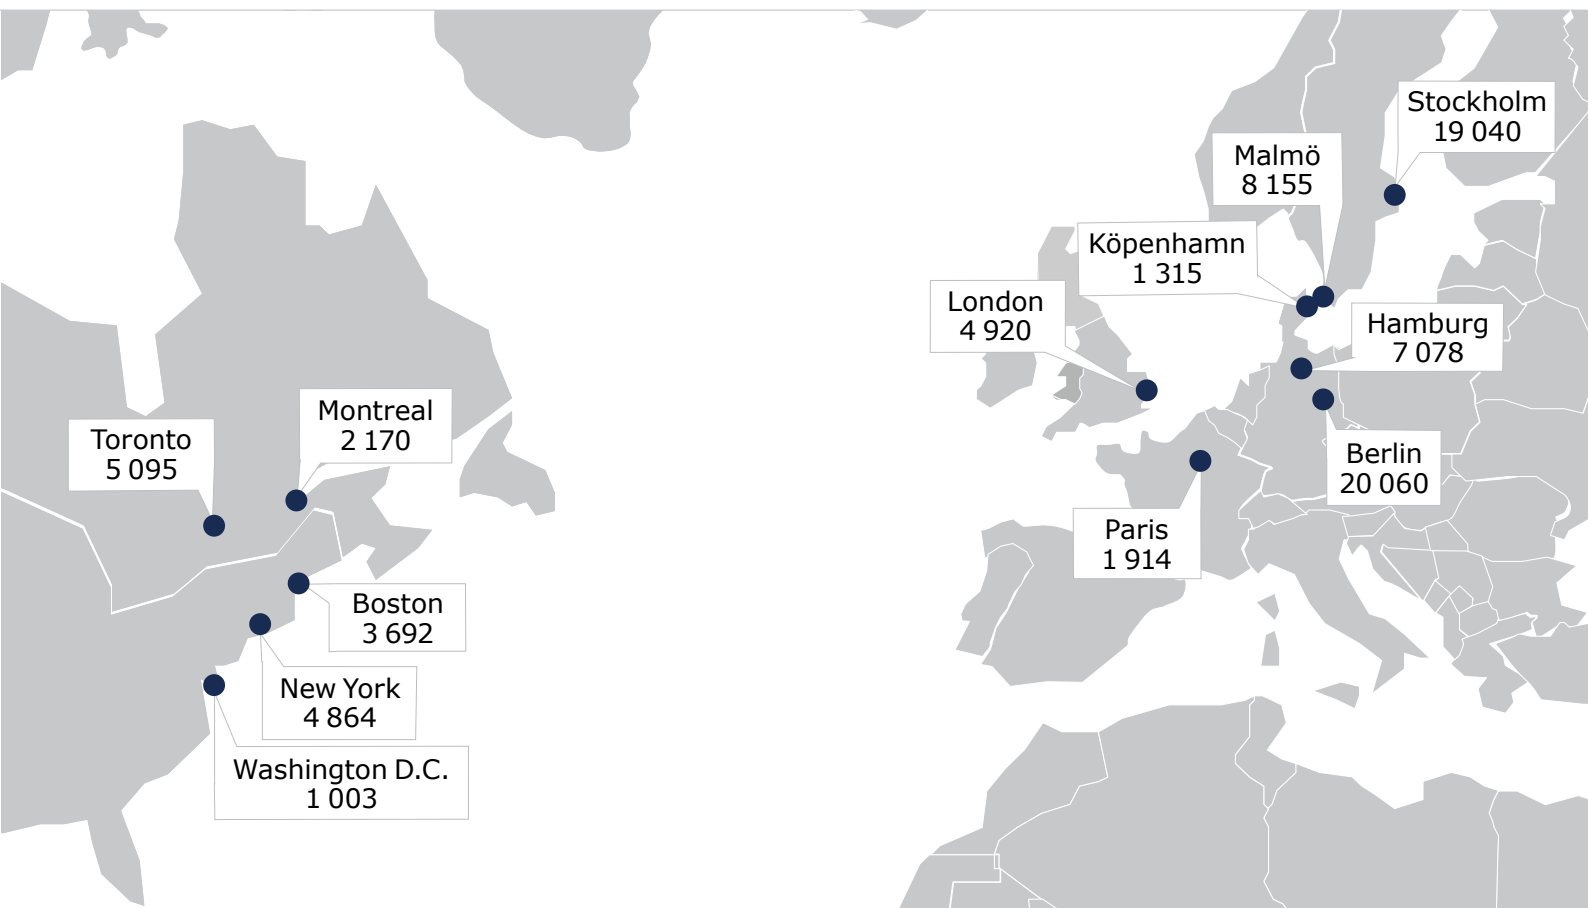 Stockholm
19 040
Malmö
8 155
Köpenhamn
1 315
London
4 920
Hamburg
7 078
Montreal
2 170
Toronto
5 095
Berlin
20 060
Paris
1 914
Boston
3 692
New York
4 864
Washington D.C.
1 003